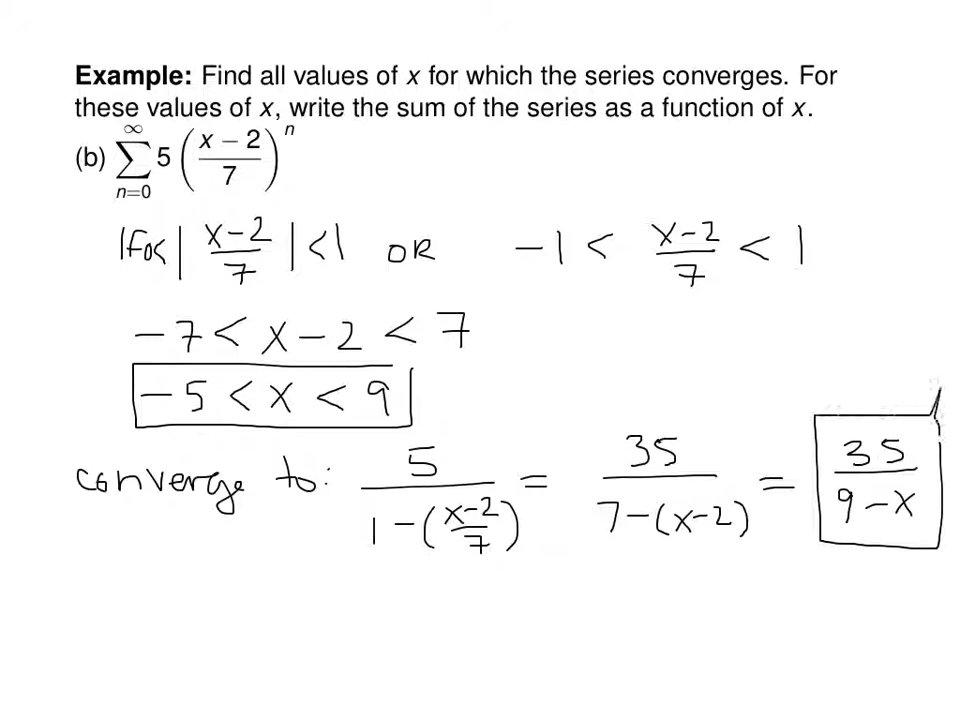 Example: Find all values of x for which the series converges. For
these values of x, write the sum of the series as a function of x.
(b) ∑_{n=0}^{∞} 5 ((x − 2)/7)^n
|(x-2)/7| < 1 OR -1 < (x-2)/7 < 1
-7 < x - 2 < 7
-5 < x < 9
converge to: 5/(1-((x-2)/7)) = 35/(7-(x-2)) = 35/(9-x)